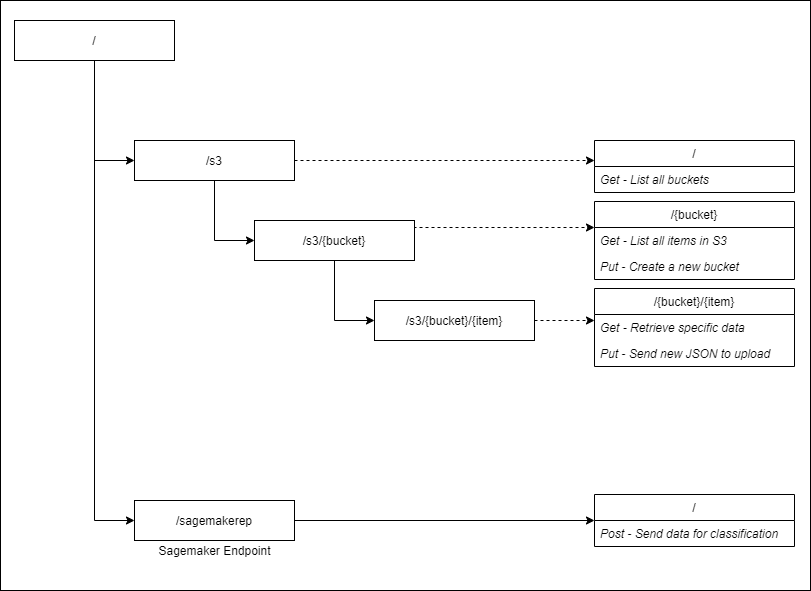 /
/s3
/
Get - List all buckets
/s3/{bucket}
/{bucket}
Get - List all items in S3
Put - Create a new bucket
/s3/{bucket}/{item}
/{bucket}/{item}
Get - Retrieve specific data
Put - Send new JSON to upload
/sagemakerep
Sagemaker Endpoint
/
Post - Send data for classification